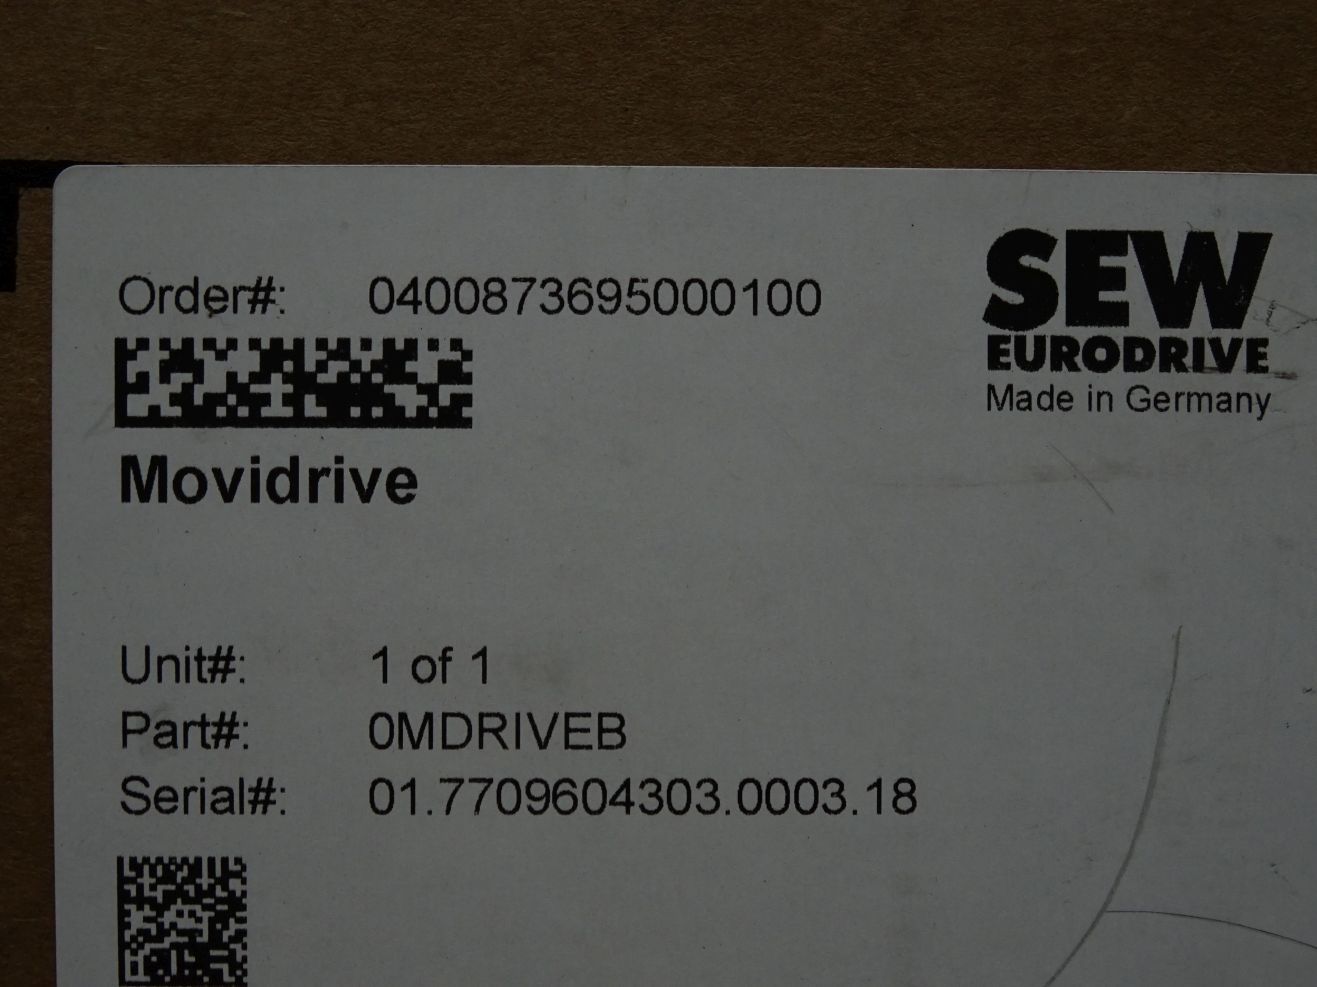 Order#: 0400873695000100
SEW
EURODRIVE
Made in Germany
Movidrive
Unit#: 1 of 1
Part#: 0MDRIVEB
Serial#: 01.7709604303.0003.18